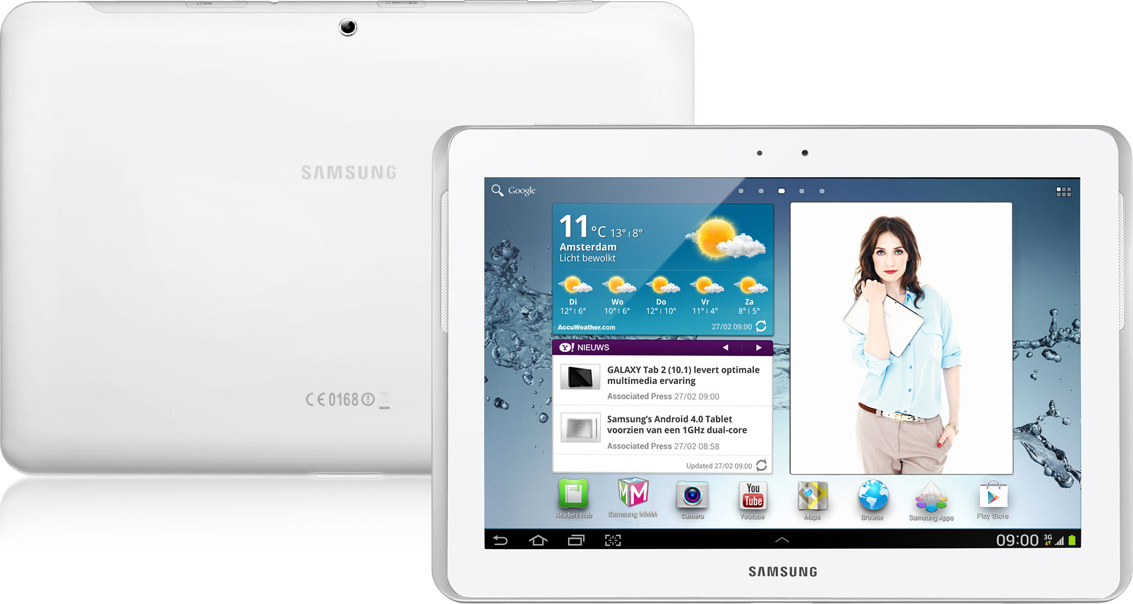 SAMSUNG
CE0168
Google
11°C 13°|8°
Amsterdam
Licht bewolkt
Di Wo Do Vr Za
12°|6° 10°|6° 12°|10° 11°|4° 8°|5°
AccuWeather.com 27/02 09:00
Y! NIEUWS
GALAXY Tab 2 (10.1) levert optimale
multimedia ervaring
Associated Press 27/02 09:00
Samsung's Android 4.0 Tablet
voorzien van een 1GHz dual-core
Associated Press 27/02 08:58
Updated 27/02 09:00
You
Tube
Readers hub Samsung MMM Camera Youtube Maps Browse Samsung Apps Play Store
09:00 3G
SAMSUNG